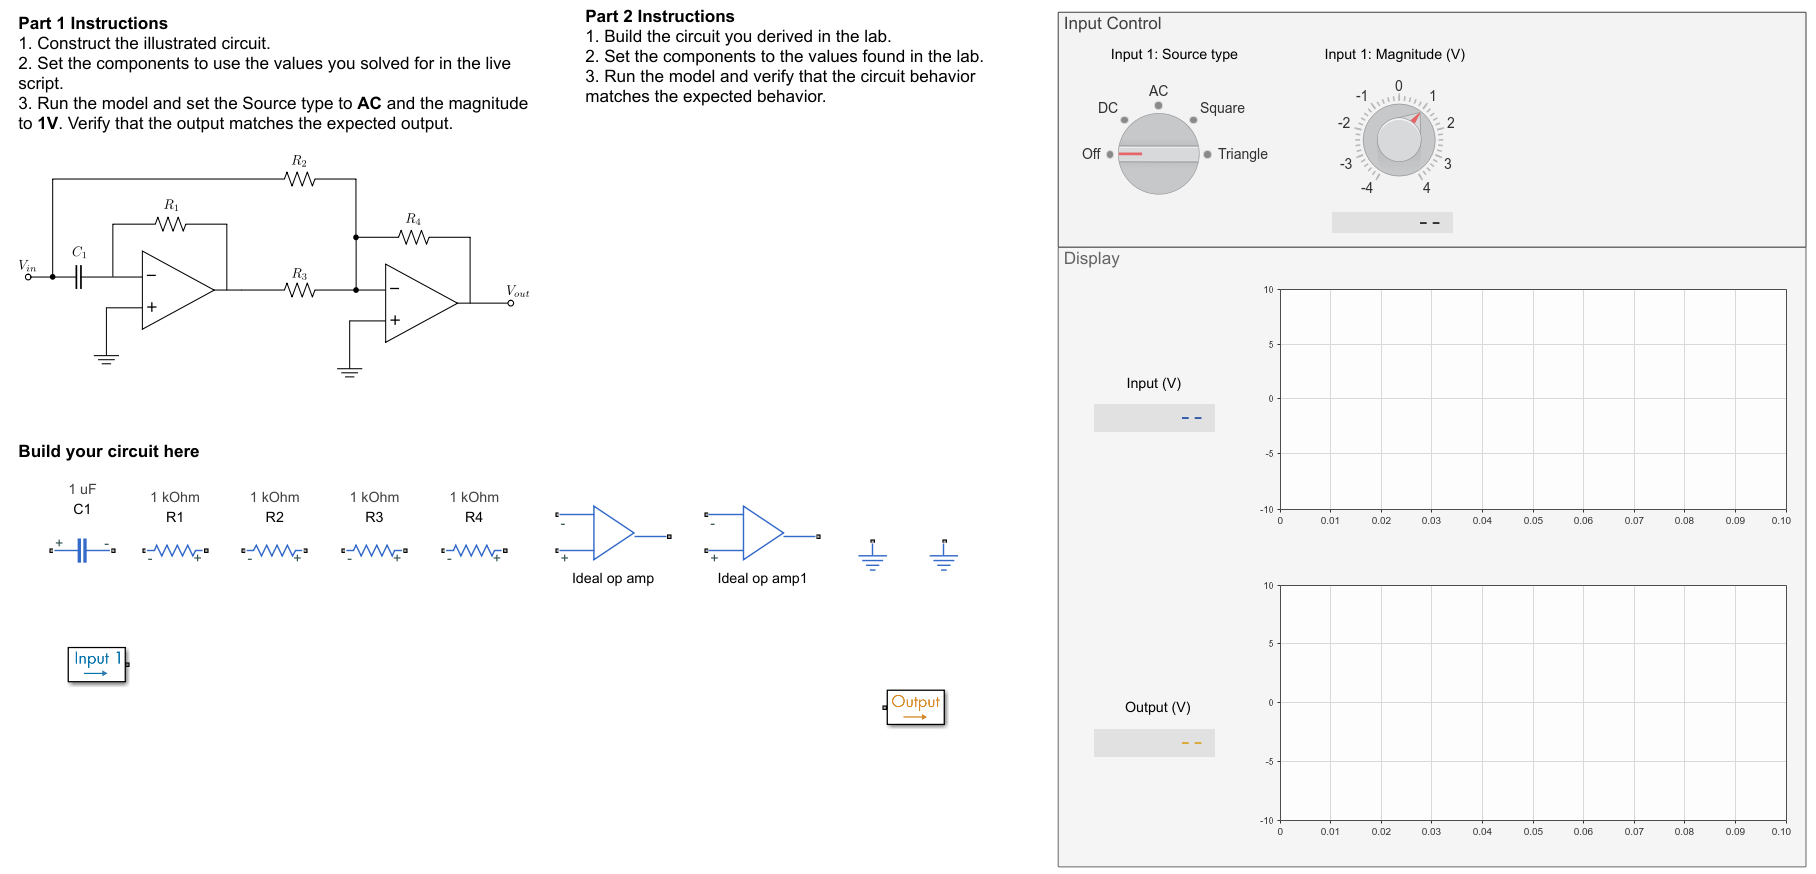 Part 1 Instructions
1. Construct the illustrated circuit.
2. Set the components to use the values you solved for in the live
script.
3. Run the model and set the Source type to AC and the magnitude
to 1V. Verify that the output matches the expected output.
Part 2 Instructions
1. Build the circuit you derived in the lab.
2. Set the components to the values found in the lab.
3. Run the model and verify that the circuit behavior
matches the expected behavior.
R2
R1
R4
C1
Vin
R3
Vout
−
+
−
+
Build your circuit here
1 uF
C1
+ -
1 kOhm
R1
- +
1 kOhm
R2
- +
1 kOhm
R3
- +
1 kOhm
R4
- +
-
+
Ideal op amp
-
+
Ideal op amp1
Input 1
Output
Input Control
Input 1: Source type
Off
DC
AC
Square
Triangle
Input 1: Magnitude (V)
-4
-3
-2
-1
0
1
2
3
4
--
Display
Input (V)
--
10
5
0
-5
-10
0 0.01 0.02 0.03 0.04 0.05 0.06 0.07 0.08 0.09 0.10
Output (V)
--
10
5
0
-5
-10
0 0.01 0.02 0.03 0.04 0.05 0.06 0.07 0.08 0.09 0.10